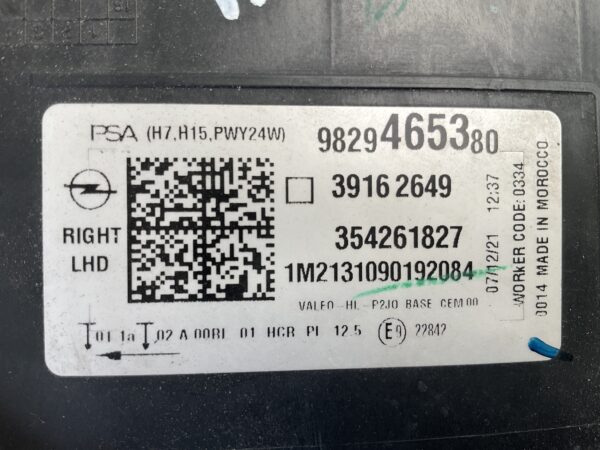 PSA (H7,H15,PWY24W) 9829465380
39162649
RIGHT
LHD
354261827
1M2131090192084
VALEO -HL - P2JO BASE CEM00
01 1a 02 A 00BI 01 HCR PL 12.5 E9 22842
07/12/21 12:37
WORKER CODE: 0334
0014 MADE IN MOROCCO